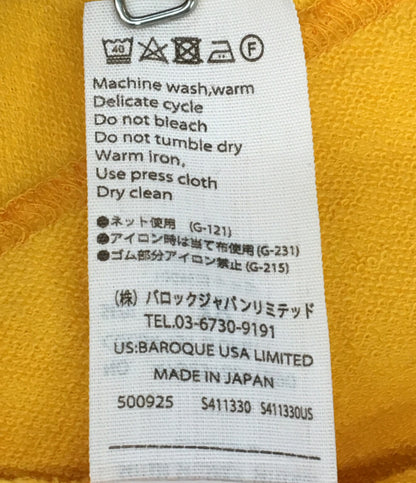 40 F
Machine wash,warm
Delicate cycle
Do not bleach
Do not tumble dry
Warm iron,
Use press cloth
Dry clean
●ネット使用 (G-121)
●アイロン時は当て布使用(G-231)
●ゴム部分アイロン禁止(G-215)
(株) バロックジャパンリミテッド
TEL.03-6730-9191
US:BAROQUE USA LIMITED
MADE IN JAPAN
500925 S411330 S411330US